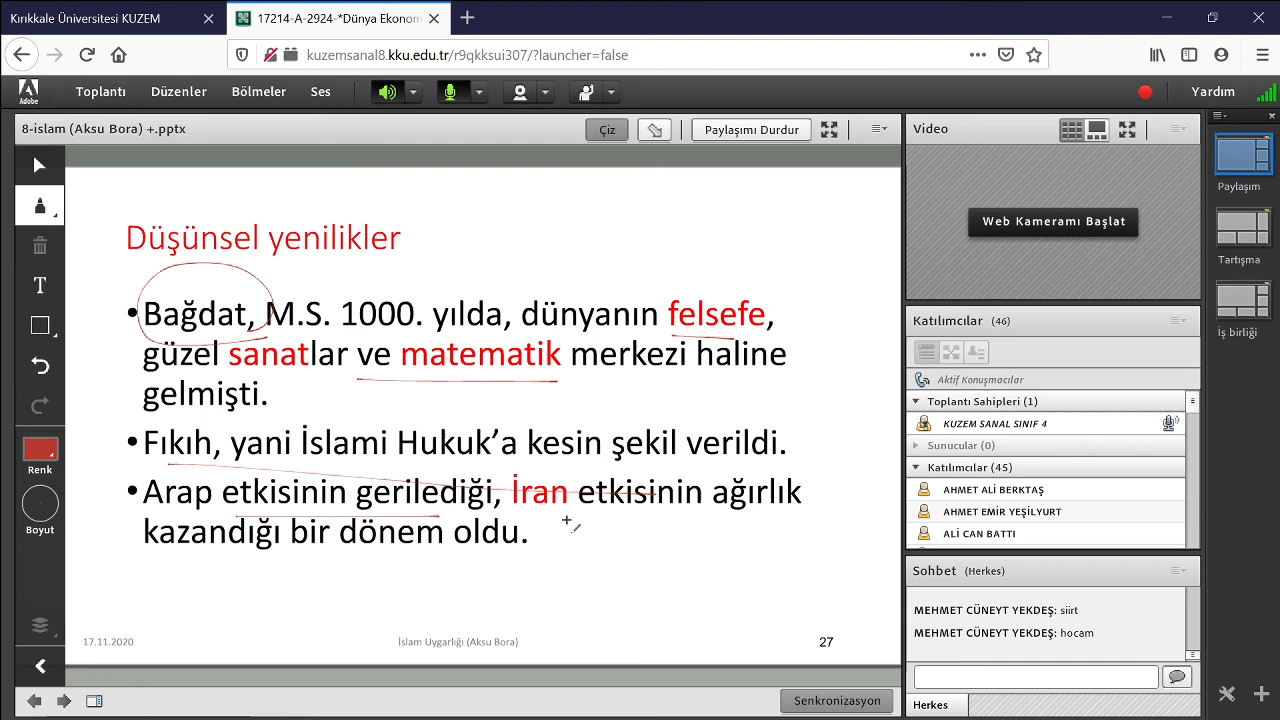 Kırıkkale Üniversitesi KUZEM
17214-A-2924-*Dünya Ekonom
kuzemsanal8.kku.edu.tr/r9qkksui307/?launcher=false
Adobe
Toplantı
Düzenler
Bölmeler
Ses
Yardım
8-islam (Aksu Bora) +.pptx
Çiz
Paylaşımı Durdur
Renk
Boyut
Düşünsel yenilikler
•Bağdat, M.S. 1000. yılda, dünyanın felsefe,
güzel sanatlar ve matematik merkezi haline
gelmişti.
•Fıkıh, yani İslami Hukuk’a kesin şekil verildi.
•Arap etkisinin gerilediği, İran etkisinin ağırlık
kazandığı bir dönem oldu.
17.11.2020
İslam Uygarlığı (Aksu Bora)
27
Senkronizasyon
Video
Web Kameramı Başlat
Katılımcılar (46)
Aktif Konuşmacılar
Toplantı Sahipleri (1)
KUZEM SANAL SINIF 4
Sunucular (0)
Katılımcılar (45)
AHMET ALİ BERKTAŞ
AHMET EMİR YEŞİLYURT
ALİ CAN BATTI
Sohbet (Herkes)
MEHMET CÜNEYT YEKDEŞ: siirt
MEHMET CÜNEYT YEKDEŞ: hocam
Herkes
Paylaşım
Tartışma
İş birliği